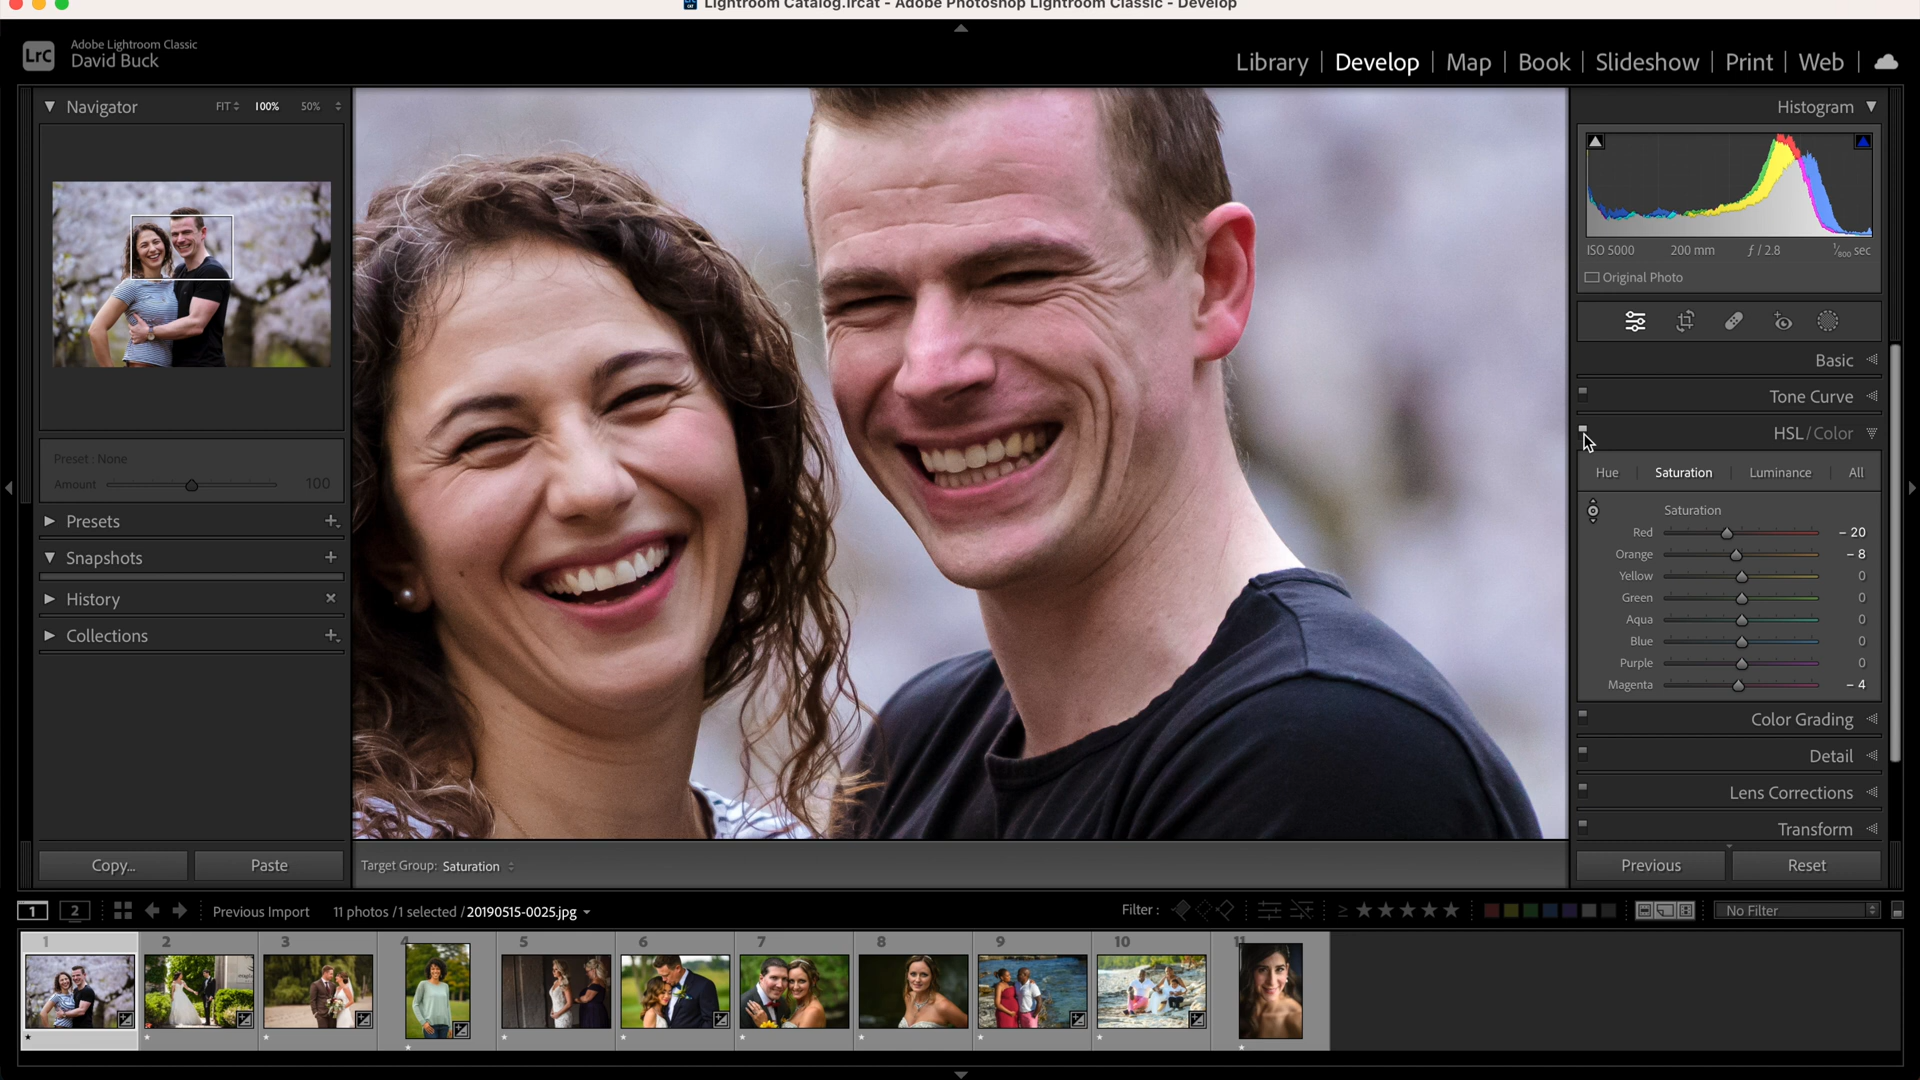 Lightroom Catalog.lrcat - Adobe Photoshop Lightroom Classic - Develop
LrC
Adobe Lightroom Classic
David Buck
Library | Develop | Map | Book | Slideshow | Print | Web |
Navigator FIT 100% 50%
Histogram
ISO 5000 200 mm ƒ / 2.8 1/800 sec
Original Photo
Basic
Tone Curve
HSL / Color
Hue Saturation Luminance All
Saturation
Red - 20
Orange - 8
Yellow 0
Green 0
Aqua 0
Blue 0
Purple 0
Magenta - 4
Color Grading
Detail
Lens Corrections
Transform
Previous Reset
Preset : None
Amount 100
Presets
Snapshots
History
Collections
Copy... Paste
Target Group: Saturation
1 2 Previous Import 11 photos / 1 selected / 20190515-0025.jpg Filter : No Filter
1 2 3 4 5 6 7 8 9 10 11